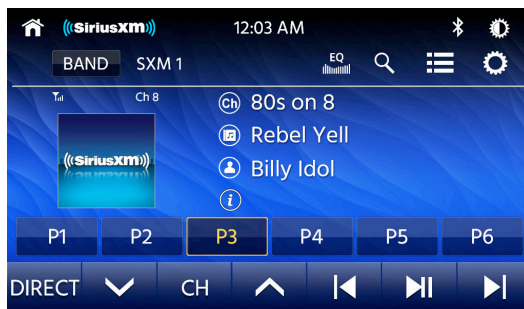 ((SiriusXM)) 12:03 AM
BAND SXM 1 EQ
Ch 8
Ch 80s on 8
Rebel Yell
((SiriusXM))
Billy Idol
i
P1 P2 P3 P4 P5 P6
DIRECT CH